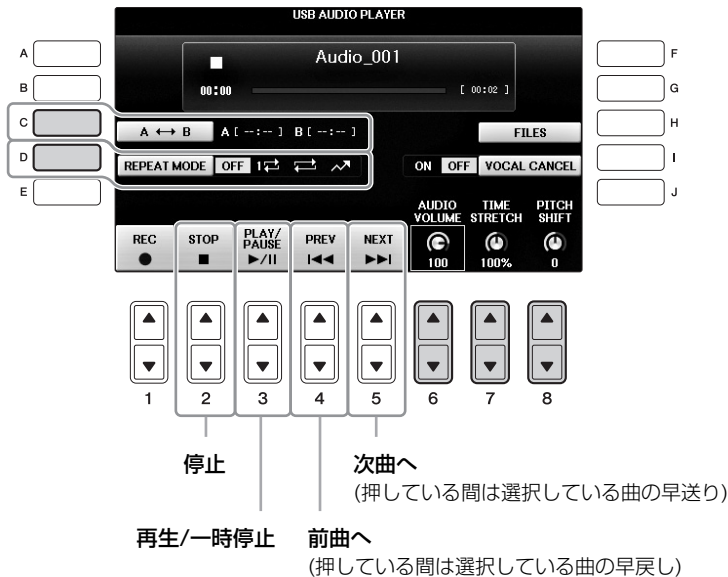 USB AUDIO PLAYER
Audio_001
00:00 [ 00:02 ]
A ↔ B A [ --:-- ] B [ --:-- ]
FILES
REPEAT MODE OFF 1
ON OFF VOCAL CANCEL
AUDIO VOLUME TIME STRETCH PITCH SHIFT
100 100% 0
REC ●
STOP ■
PLAY/PAUSE ▶/II
PREV I◀◀
NEXT ▶▶I
A
B
C
D
E
F
G
H
I
J
1 2 3 4 5 6 7 8
停止
次曲へ
(押している間は選択している曲の早送り)
再生/一時停止
前曲へ
(押している間は選択している曲の早戻し)